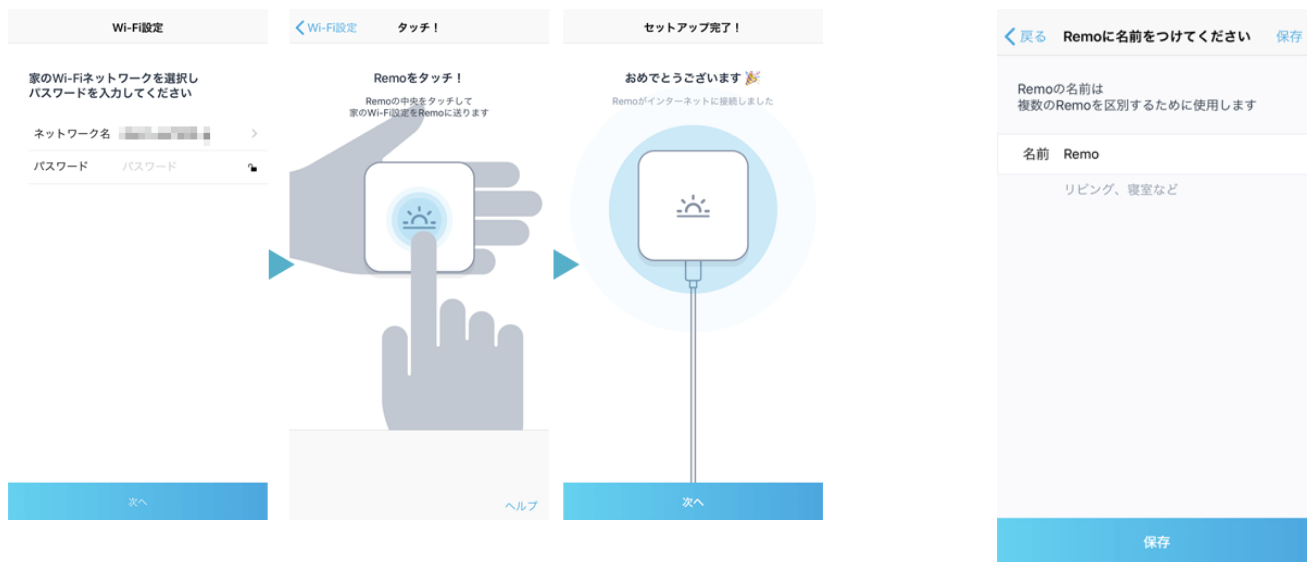 Wi-Fi設定
家のWi-Fiネットワークを選択し
パスワードを入力してください
ネットワーク名
パスワード パスワード
次へ
Wi-Fi設定 タッチ！
Remoをタッチ！
Remoの中央をタッチして
家のWi-Fi設定をRemoに送ります
ヘルプ
セットアップ完了！
おめでとうございます 🎉
Remoがインターネットに接続しました
次へ
戻る Remoに名前をつけてください 保存
Remoの名前は
複数のRemoを区別するために使用します
名前 Remo
リビング、寝室など
保存